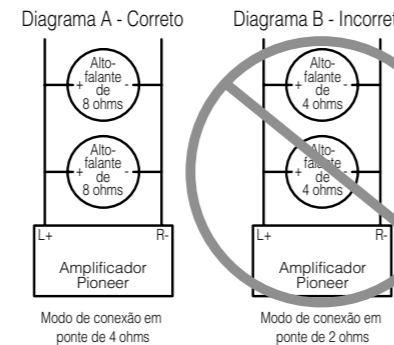 Diagrama A - Correto
Alto-
falante
de
+ -
8 ohms
Alto-
falante
de
+ -
8 ohms
L+ R-
Amplificador
Pioneer
Modo de conexão em
ponte de 4 ohms
Diagrama B - Incorret
Alto-
falante
de
+ -
4 ohms
Alto-
falante
de
+ -
4 ohms
L+ R-
Amplificador
Pioneer
Modo de conexão em
ponte de 2 ohms